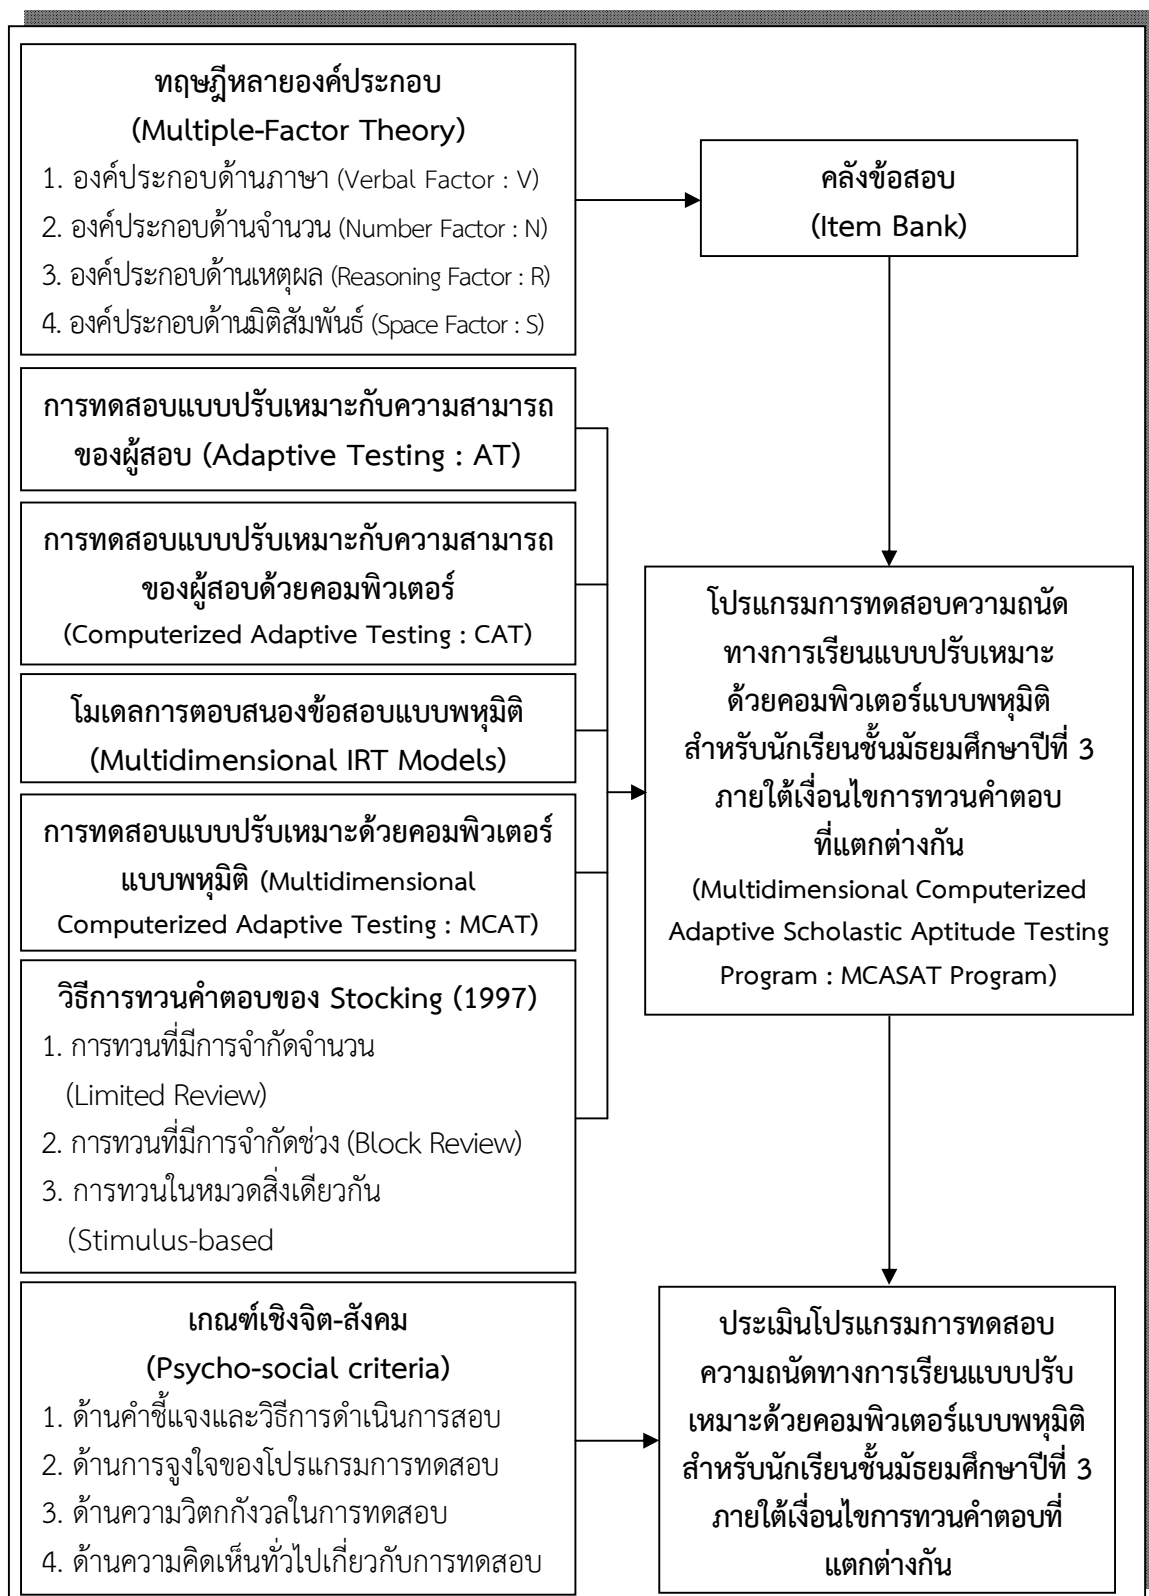 ทฤษฎีหลายองค์ประกอบ
(Multiple-Factor Theory)
1. องค์ประกอบด้านภาษา (Verbal Factor : V)
2. องค์ประกอบด้านจำนวน (Number Factor : N)
3. องค์ประกอบด้านเหตุผล (Reasoning Factor : R)
4. องค์ประกอบด้านมิติสัมพันธ์ (Space Factor : S)
คลังข้อสอบ
(Item Bank)
การทดสอบแบบปรับเหมาะกับความสามารถ
ของผู้สอบ (Adaptive Testing : AT)
การทดสอบแบบปรับเหมาะกับความสามารถ
ของผู้สอบด้วยคอมพิวเตอร์
(Computerized Adaptive Testing : CAT)
โมเดลการตอบสนองข้อสอบแบบพหุมิติ
(Multidimensional IRT Models)
การทดสอบแบบปรับเหมาะด้วยคอมพิวเตอร์
แบบพหุมิติ (Multidimensional
Computerized Adaptive Testing : MCAT)
วิธีการทวนคำตอบของ Stocking (1997)
1. การทวนที่มีการจำกัดจำนวน
(Limited Review)
2. การทวนที่มีการจำกัดช่วง (Block Review)
3. การทวนในหมวดสิ่งเดียวกัน
(Stimulus-based
โปรแกรมการทดสอบความถนัด
ทางการเรียนแบบปรับเหมาะ
ด้วยคอมพิวเตอร์แบบพหุมิติ
สำหรับนักเรียนชั้นมัธยมศึกษาปีที่ 3
ภายใต้เงื่อนไขการทวนคำตอบ
ที่แตกต่างกัน
(Multidimensional Computerized
Adaptive Scholastic Aptitude Testing
Program : MCASAT Program)
เกณฑ์เชิงจิต-สังคม
(Psycho-social criteria)
1. ด้านคำชี้แจงและวิธีการดำเนินการสอบ
2. ด้านการจูงใจของโปรแกรมการทดสอบ
3. ด้านความวิตกกังวลในการทดสอบ
4. ด้านความคิดเห็นทั่วไปเกี่ยวกับการทดสอบ
ประเมินโปรแกรมการทดสอบ
ความถนัดทางการเรียนแบบปรับ
เหมาะด้วยคอมพิวเตอร์แบบพหุมิติ
สำหรับนักเรียนชั้นมัธยมศึกษาปีที่ 3
ภายใต้เงื่อนไขการทวนคำตอบที่
แตกต่างกัน